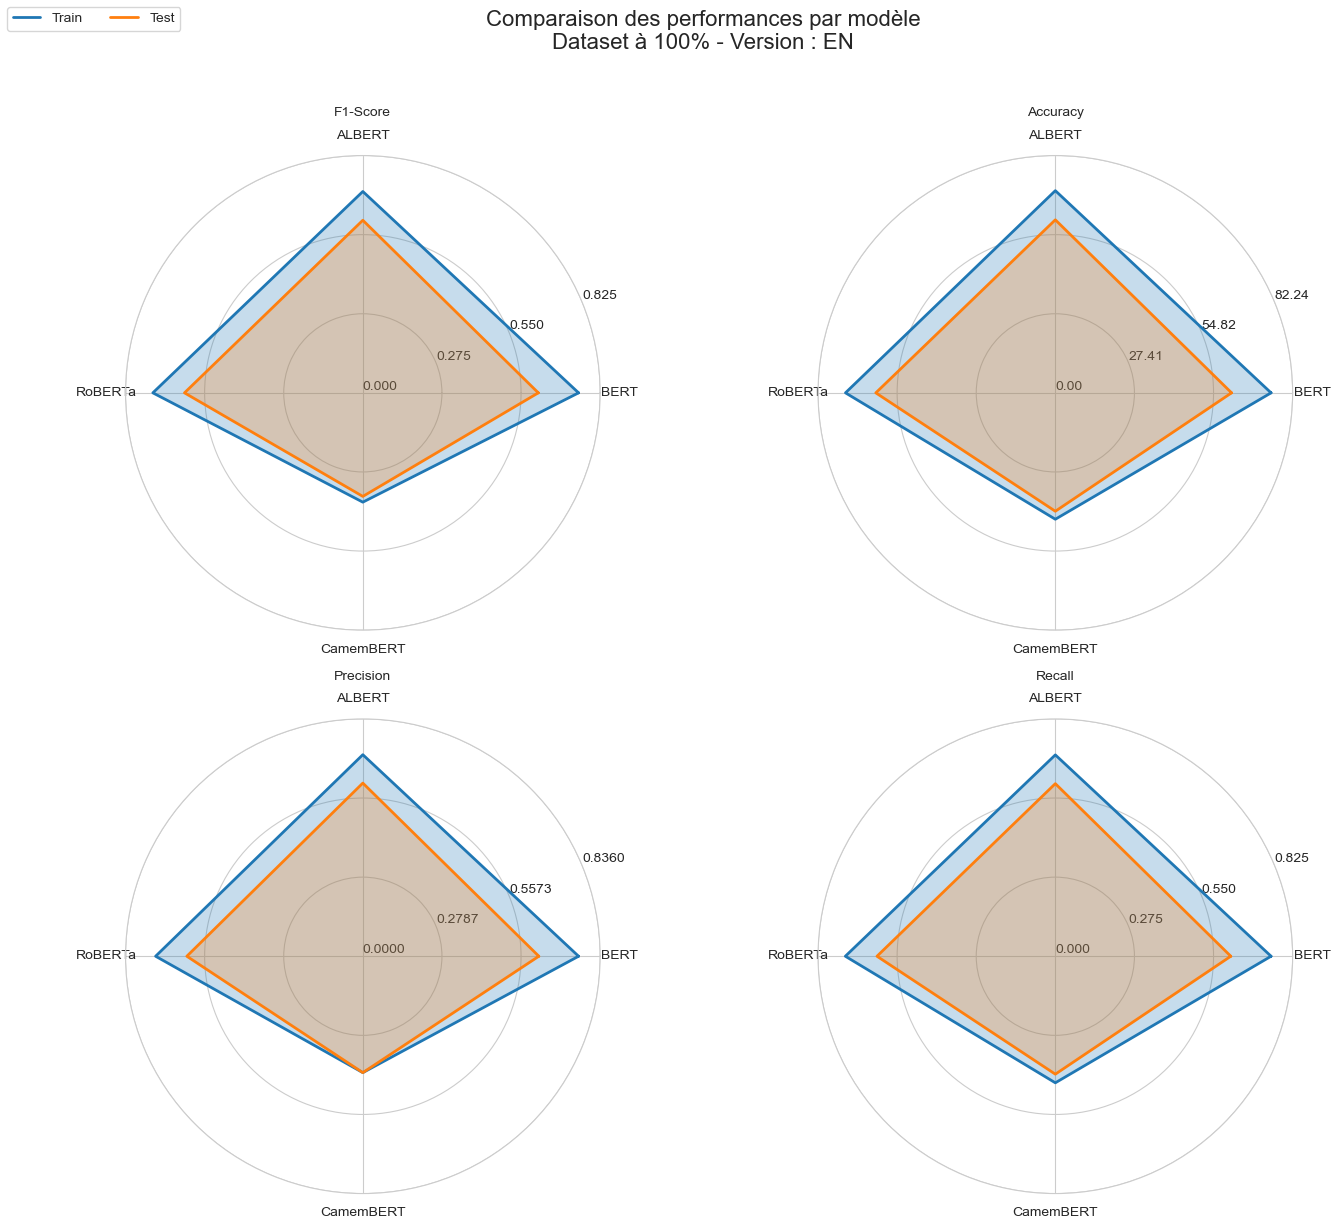 Train
Test
Comparaison des performances par modèle
Dataset à 100% - Version : EN
F1-Score
ALBERT
0.825
0.550
0.275
0.000
RoBERTa
BERT
CamemBERT
Accuracy
ALBERT
82.24
54.82
27.41
0.00
RoBERTa
BERT
CamemBERT
Precision
ALBERT
0.8360
0.5573
0.2787
0.0000
RoBERTa
BERT
CamemBERT
Recall
ALBERT
0.825
0.550
0.275
0.000
RoBERTa
BERT
CamemBERT